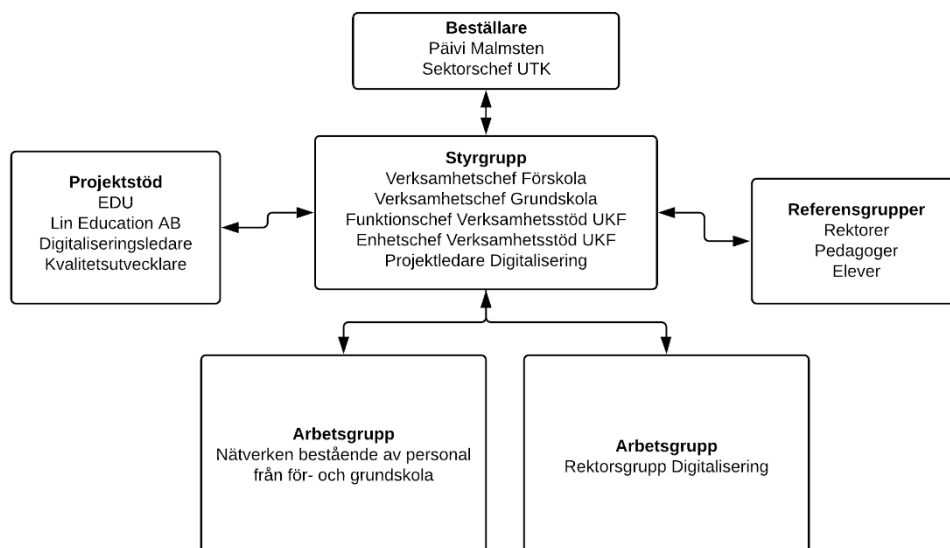 Beställare
Päivi Malmsten
Sektorschef UTK
Styrgrupp
Verksamhetschef Förskola
Verksamhetschef Grundskola
Funktionschef Verksamhetsstöd UKF
Enhetschef Verksamhetsstöd UKF
Projektledare Digitalisering
Projektstöd
EDU
Lin Education AB
Digitaliseringsledare
Kvalitetsutvecklare
Referensgrupper
Rektorer
Pedagoger
Elever
Arbetsgrupp
Nätverken bestående av personal
från för- och grundskola
Arbetsgrupp
Rektorsgrupp Digitalisering